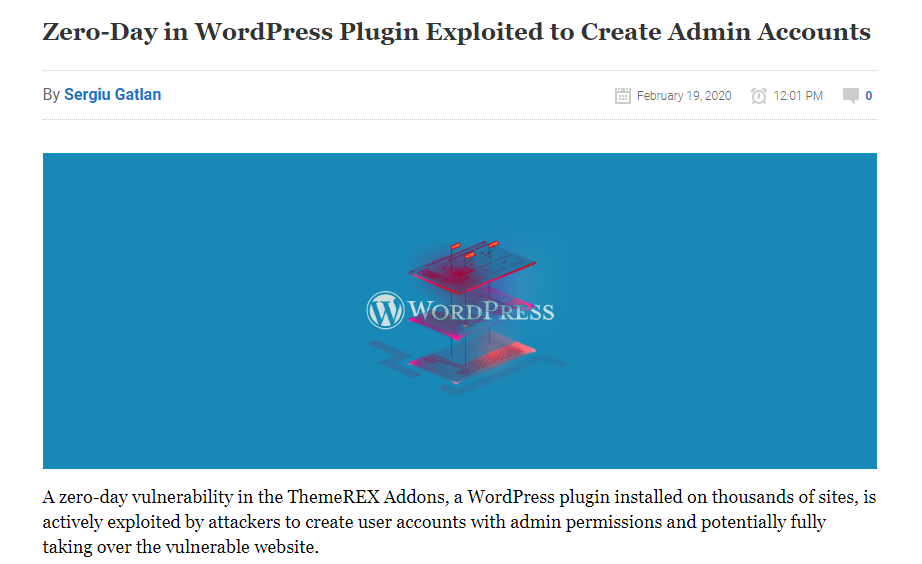 Zero-Day in WordPress Plugin Exploited to Create Admin Accounts
By Sergiu Gatlan February 19, 2020 12:01 PM 0
WORDPRESS
A zero-day vulnerability in the ThemeREX Addons, a WordPress plugin installed on thousands of sites, is
actively exploited by attackers to create user accounts with admin permissions and potentially fully
taking over the vulnerable website.